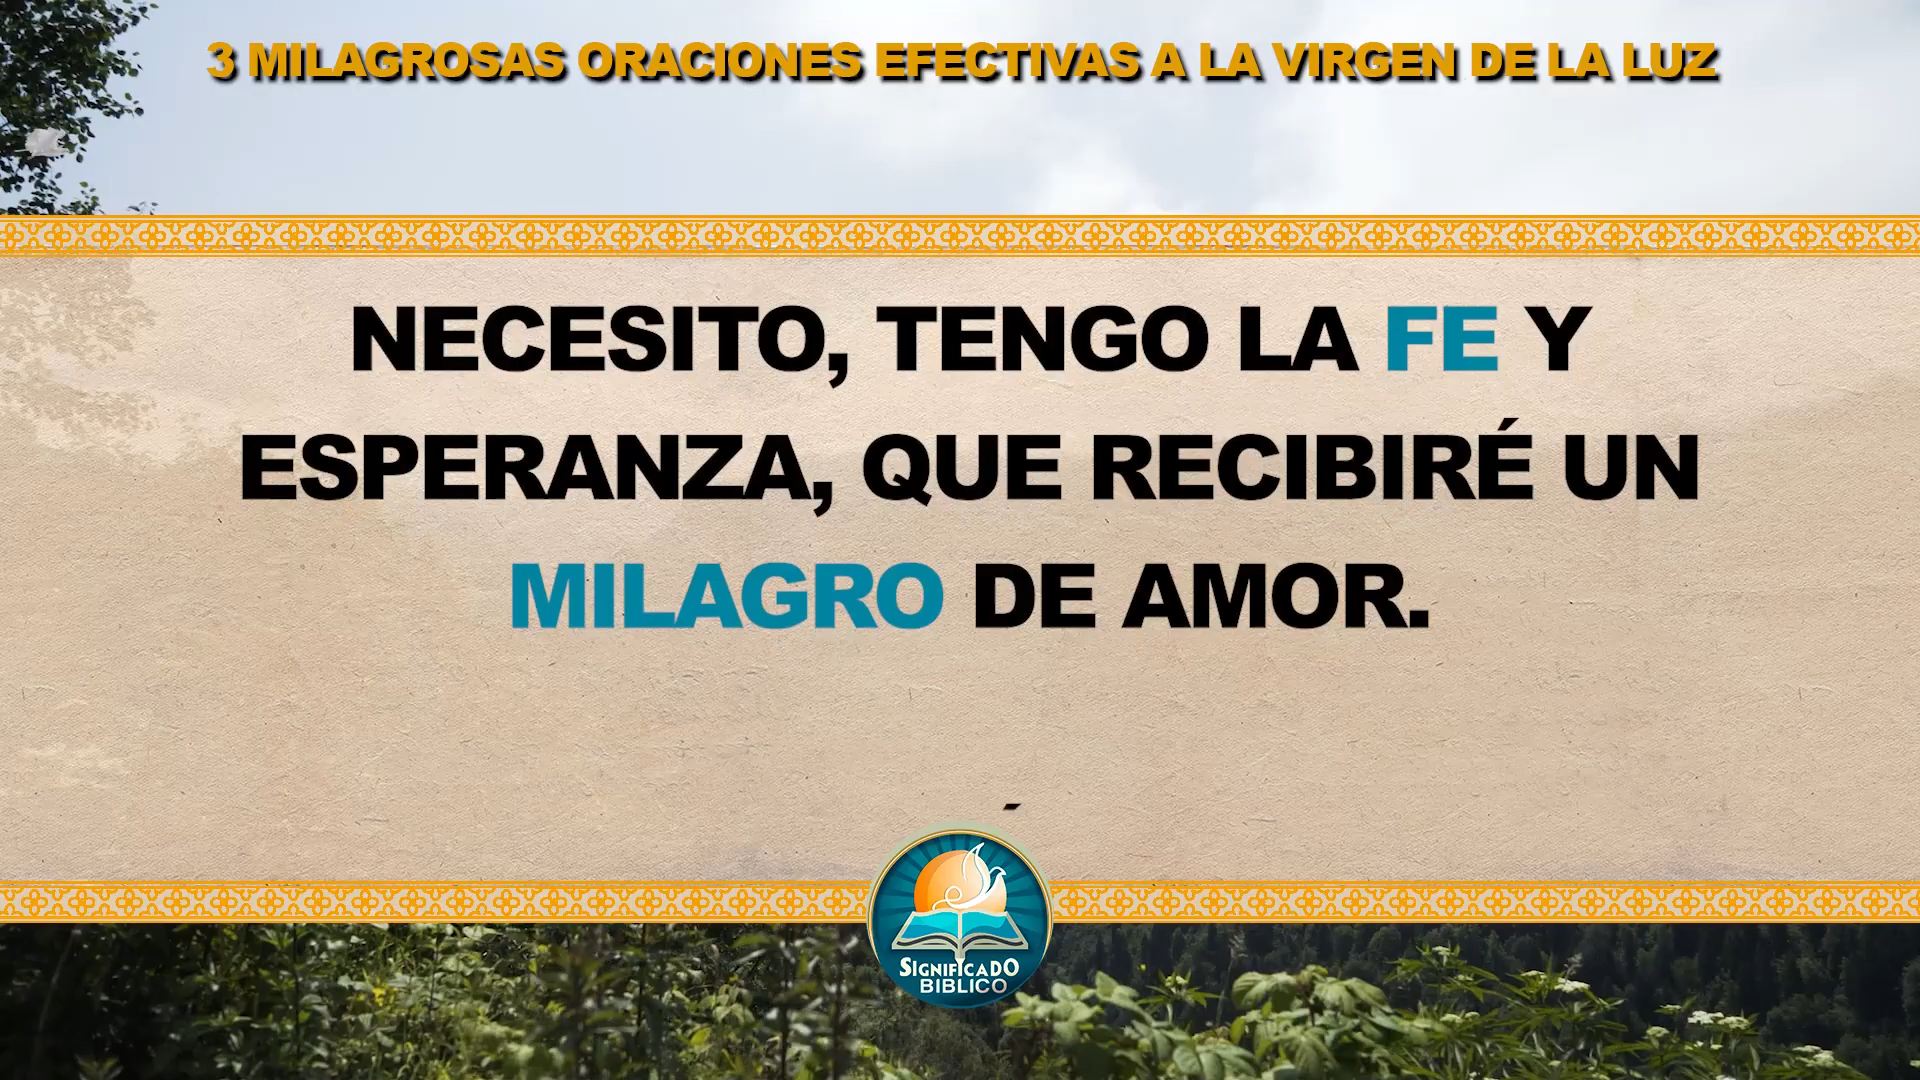 3 MILAGROSAS ORACIONES EFECTIVAS A LA VIRGEN DE LA LUZ
NECESITO, TENGO LA FE Y
ESPERANZA, QUE RECIBIRÉ UN
MILAGRO DE AMOR.
SIGNIFICADO
BIBLICO